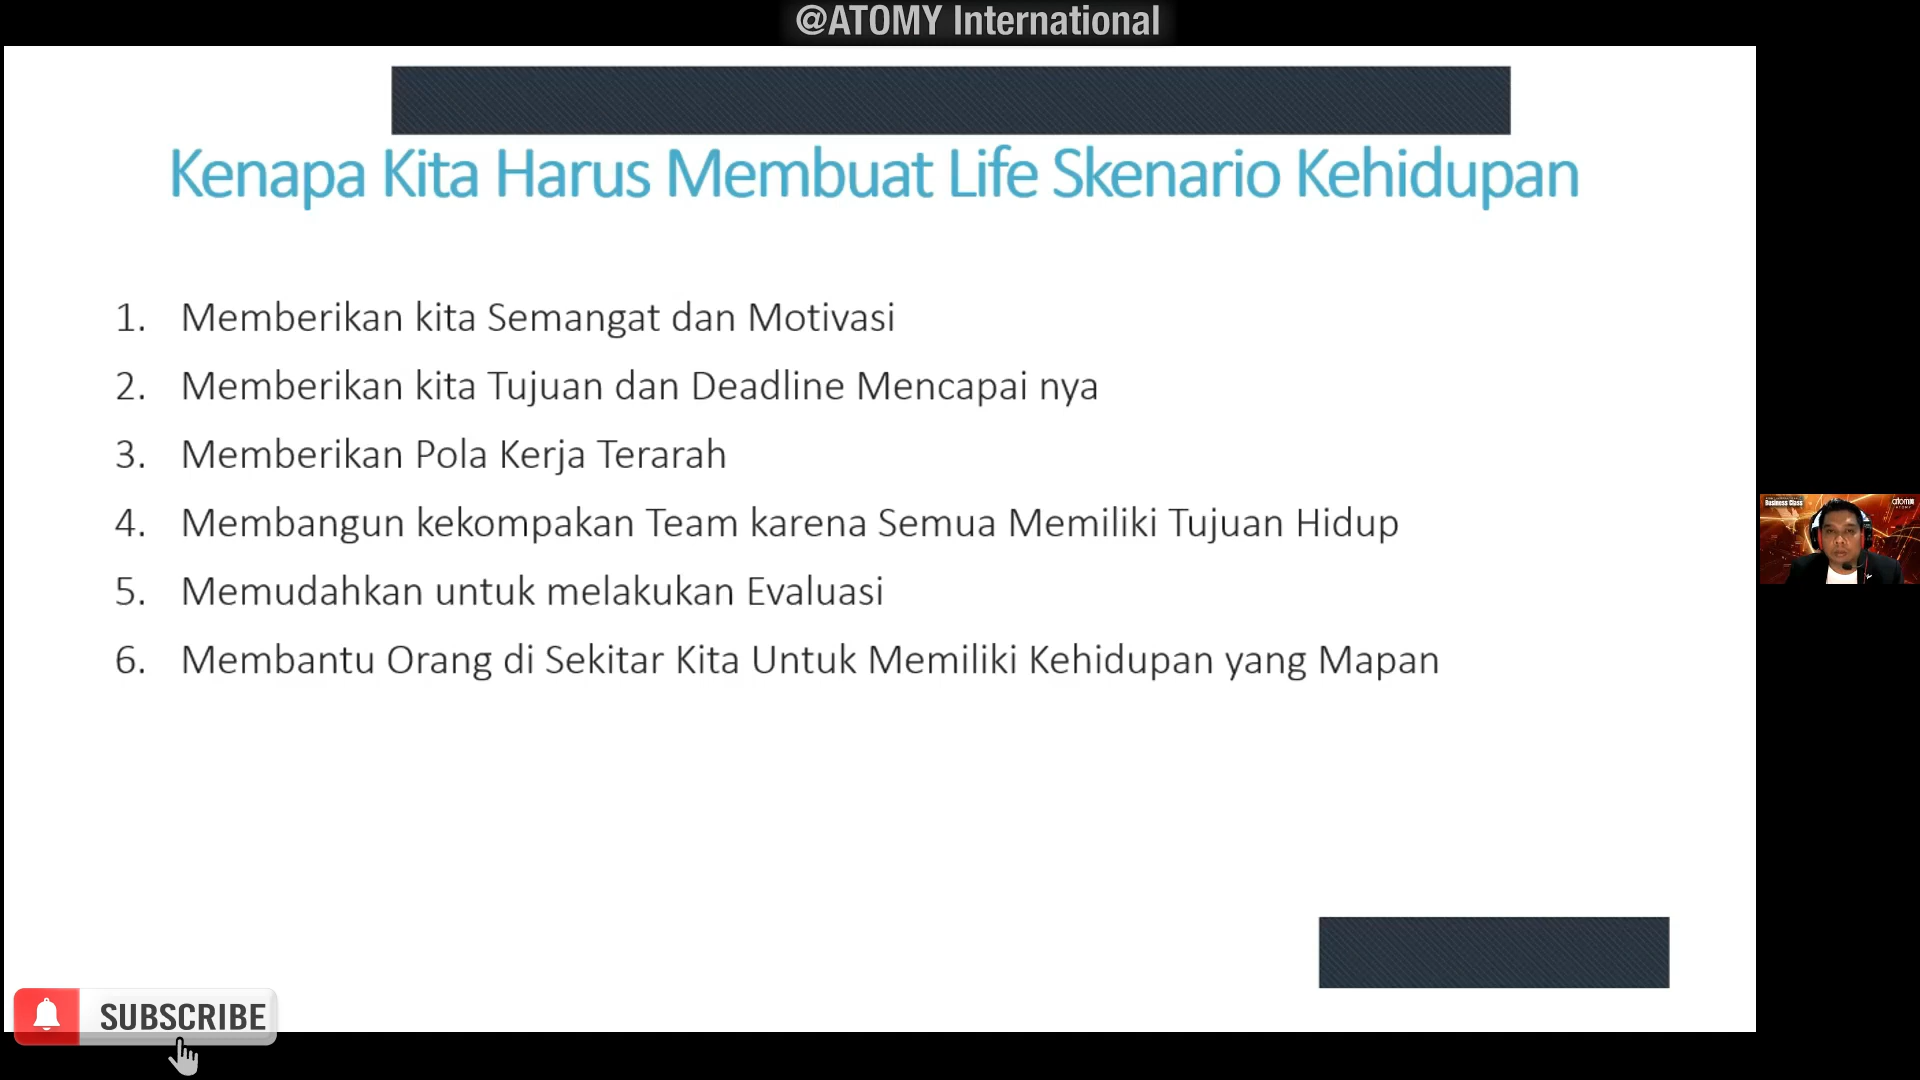 @ATOMY International
Kenapa Kita Harus Membuat Life Skenario Kehidupan
1. Memberikan kita Semangat dan Motivasi
2. Memberikan kita Tujuan dan Deadline Mencapai nya
3. Memberikan Pola Kerja Terarah
4. Membangun kekompakan Team karena Semua Memiliki Tujuan Hidup
5. Memudahkan untuk melakukan Evaluasi
6. Membantu Orang di Sekitar Kita Untuk Memiliki Kehidupan yang Mapan
Business Class
SUBSCRIBE